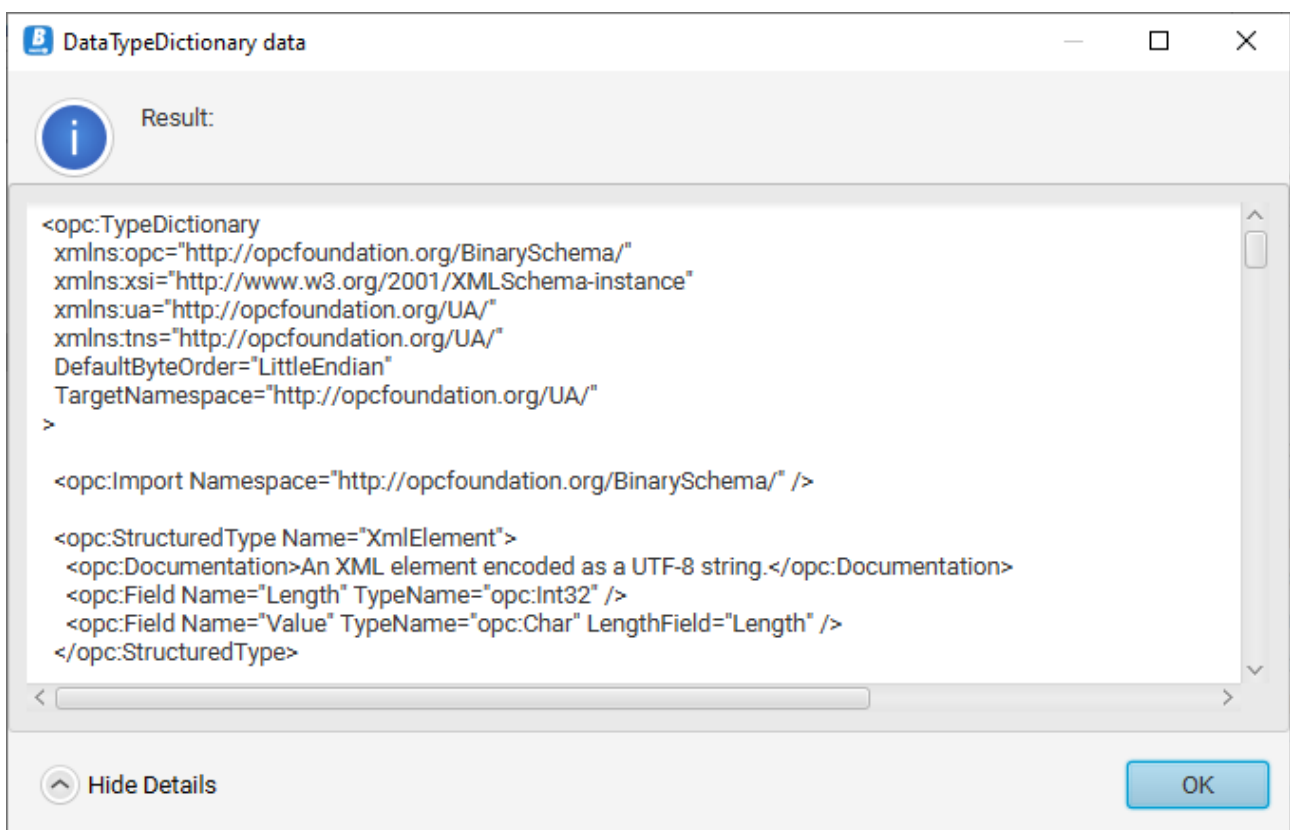 DataTypeDictionary data
Result:
<opc:TypeDictionary
xmlns:opc="http://opcfoundation.org/BinarySchema/"
xmlns:xsi="http://www.w3.org/2001/XMLSchema-instance"
xmlns:ua="http://opcfoundation.org/UA/"
xmlns:tns="http://opcfoundation.org/UA/"
DefaultByteOrder="LittleEndian"
TargetNamespace="http://opcfoundation.org/UA/"
>
<opc:Import Namespace="http://opcfoundation.org/BinarySchema/" />
<opc:StructuredType Name="XmlElement">
<opc:Documentation>An XML element encoded as a UTF-8 string.</opc:Documentation>
<opc:Field Name="Length" TypeName="opc:Int32" />
<opc:Field Name="Value" TypeName="opc:Char" LengthField="Length" />
</opc:StructuredType>
Hide Details
OK